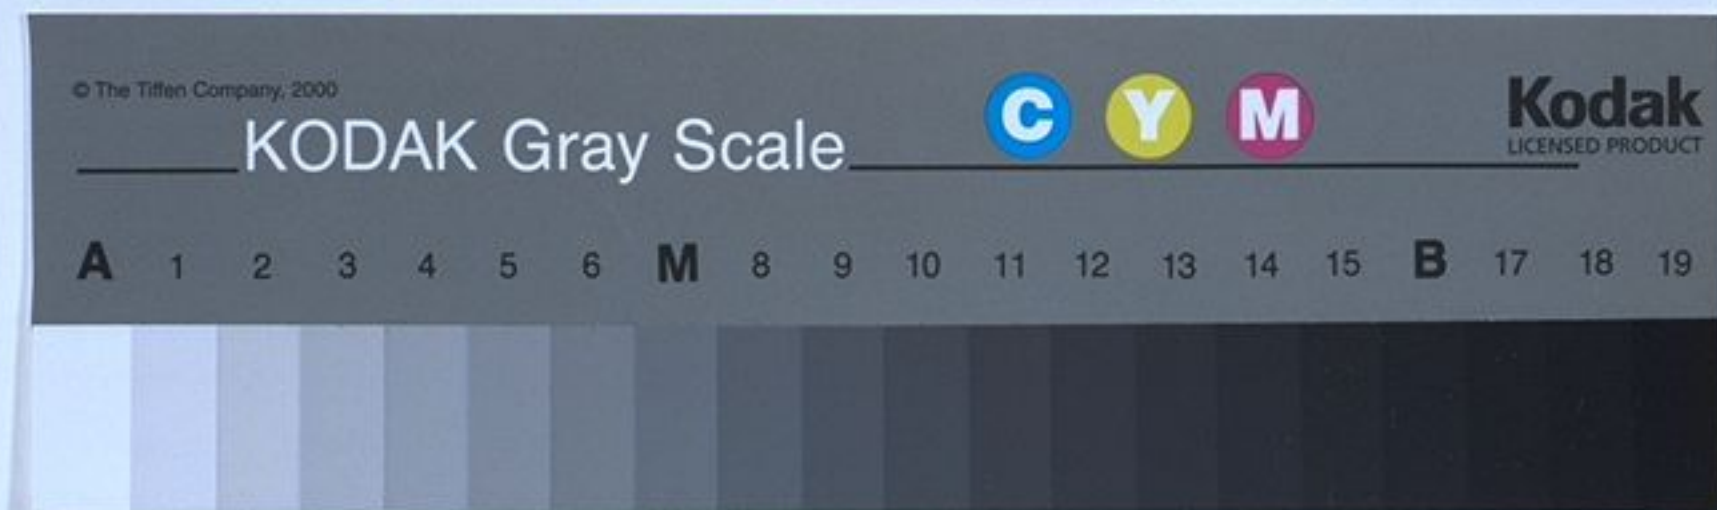 © The Tiffen Company, 2000
KODAK Gray Scale
C Y M
Kodak
LICENSED PRODUCT
A 1 2 3 4 5 6 M 8 9 10 11 12 13 14 15 B 17 18 19